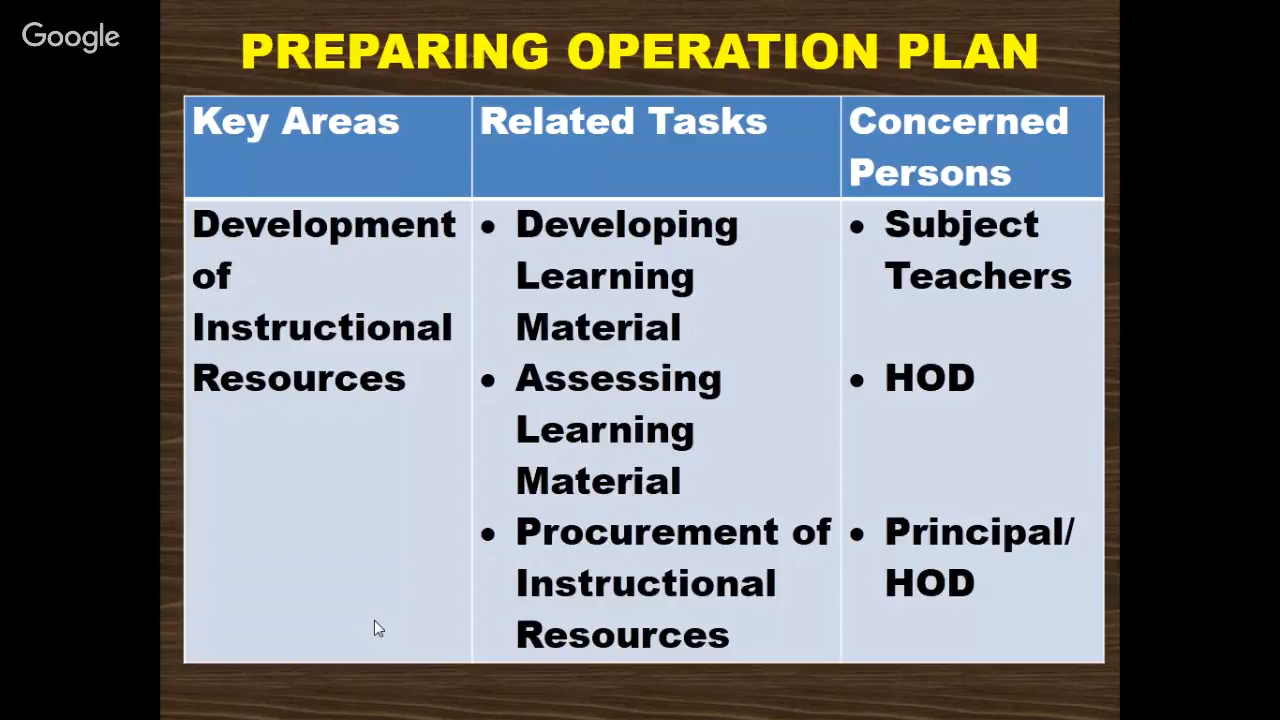 Google
PREPARING OPERATION PLAN
Key Areas
Related Tasks
Concerned
Persons
Development
of
Instructional
Resources
• Developing
Learning
Material
• Assessing
Learning
Material
• Procurement of
Instructional
Resources
• Subject
Teachers
• HOD
• Principal/
HOD